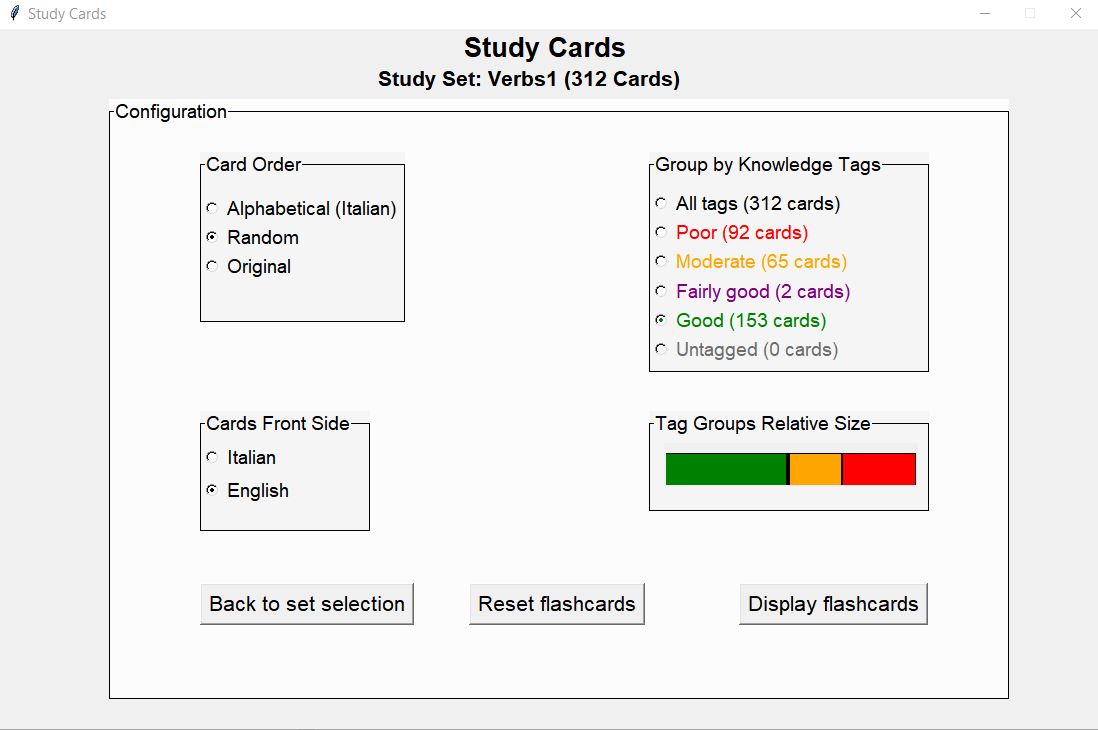 Study Cards
Study Cards
Study Set: Verbs1 (312 Cards)
Configuration
Card Order
Alphabetical (Italian)
Random
Original
Group by Knowledge Tags
All tags (312 cards)
Poor (92 cards)
Moderate (65 cards)
Fairly good (2 cards)
Good (153 cards)
Untagged (0 cards)
Cards Front Side
Italian
English
Tag Groups Relative Size
Back to set selection
Reset flashcards
Display flashcards